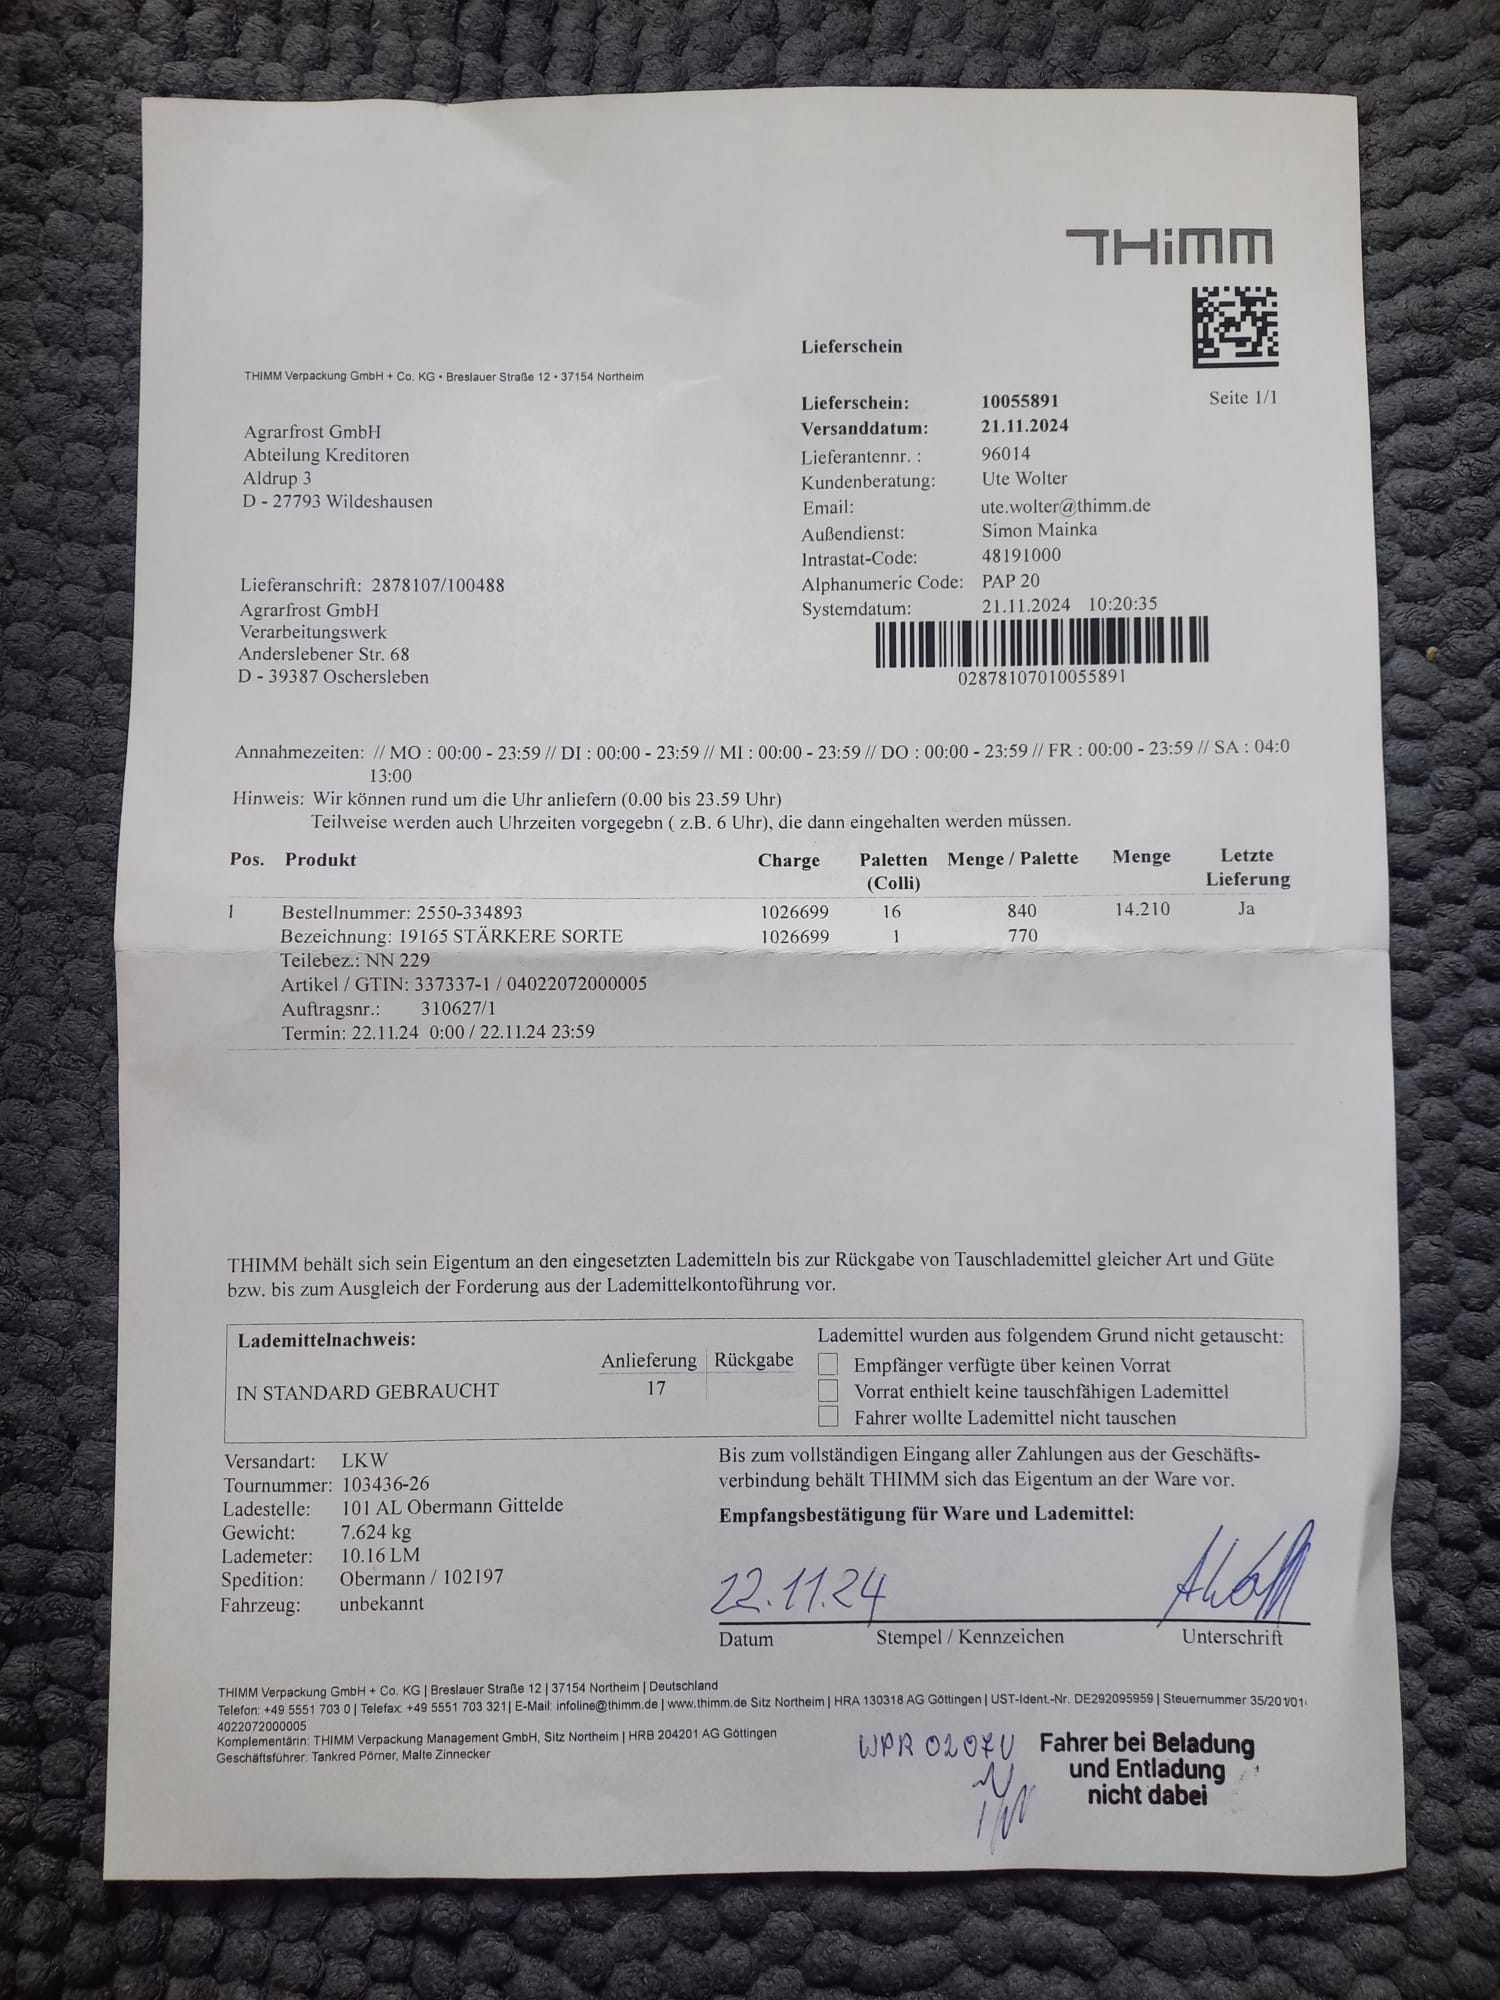 THiMM
Lieferschein
Seite 1/1
THIMM Verpackung GmbH + Co. KG • Breslauer Straße 12 • 37154 Northeim
Agrarfrost GmbH
Abteilung Kreditoren
Aldrup 3
D - 27793 Wildeshausen
Lieferschein: 10055891
Versanddatum: 21.11.2024
Lieferantennr. : 96014
Kundenberatung: Ute Wolter
Email: ute.wolter@thimm.de
Außendienst: Simon Mainka
Intrastat-Code: 48191000
Alphanumeric Code: PAP 20
Systemdatum: 21.11.2024 10:20:35
02878107010055891
Lieferanschrift: 2878107/100488
Agrarfrost GmbH
Verarbeitungswerk
Anderslebener Str. 68
D - 39387 Oschersleben
Annahmezeiten: // MO : 00:00 - 23:59 // DI : 00:00 - 23:59 // MI : 00:00 - 23:59 // DO : 00:00 - 23:59 // FR : 00:00 - 23:59 // SA : 04:0
13:00
Hinweis: Wir können rund um die Uhr anliefern (0.00 bis 23.59 Uhr)
Teilweise werden auch Uhrzeiten vorgegebn ( z.B. 6 Uhr), die dann eingehalten werden müssen.
Pos. Produkt Charge Paletten Menge / Palette Menge Letzte
(Colli) Lieferung
1 Bestellnummer: 2550-334893 1026699 16 840 14.210 Ja
Bezeichnung: 19165 STÄRKERE SORTE 1026699 1 770
Teilebez.: NN 229
Artikel / GTIN: 337337-1 / 04022072000005
Auftragsnr.: 310627/1
Termin: 22.11.24 0:00 / 22.11.24 23:59
THIMM behält sich sein Eigentum an den eingesetzten Lademitteln bis zur Rückgabe von Tauschlademittel gleicher Art und Güte
bzw. bis zum Ausgleich der Forderung aus der Lademittelkontoführung vor.
Lademittelnachweis: Lademittel wurden aus folgendem Grund nicht getauscht:
Anlieferung Rückgabe Empfänger verfügte über keinen Vorrat
IN STANDARD GEBRAUCHT 17 Vorrat enthielt keine tauschfähigen Lademittel
Fahrer wollte Lademittel nicht tauschen
Versandart: LKW
Tournummer: 103436-26
Ladestelle: 101 AL Obermann Gittelde
Gewicht: 7.624 kg
Lademeter: 10.16 LM
Spedition: Obermann / 102197
Fahrzeug: unbekannt
Bis zum vollständigen Eingang aller Zahlungen aus der Geschäfts-
verbindung behält THIMM sich das Eigentum an der Ware vor.
Empfangsbestätigung für Ware und Lademittel:
22.11.24
Datum Stempel / Kennzeichen Unterschrift
THIMM Verpackung GmbH + Co. KG | Breslauer Straße 12 | 37154 Northeim | Deutschland
Telefon: +49 5551 703 0 | Telefax: +49 5551 703 321| E-Mail: infoline@thimm.de | www.thimm.de Sitz Northeim | HRA 130318 AG Göttingen | UST-Ident.-Nr. DE292095959 | Steuernummer 35/201/01
4022072000005
Komplementärin: THIMM Verpackung Management GmbH, Sitz Northeim | HRB 204201 AG Göttingen
Geschäftsführer: Tankred Pörner, Malte Zinnecker
WPR 0207U
Fahrer bei Beladung
und Entladung
nicht dabei